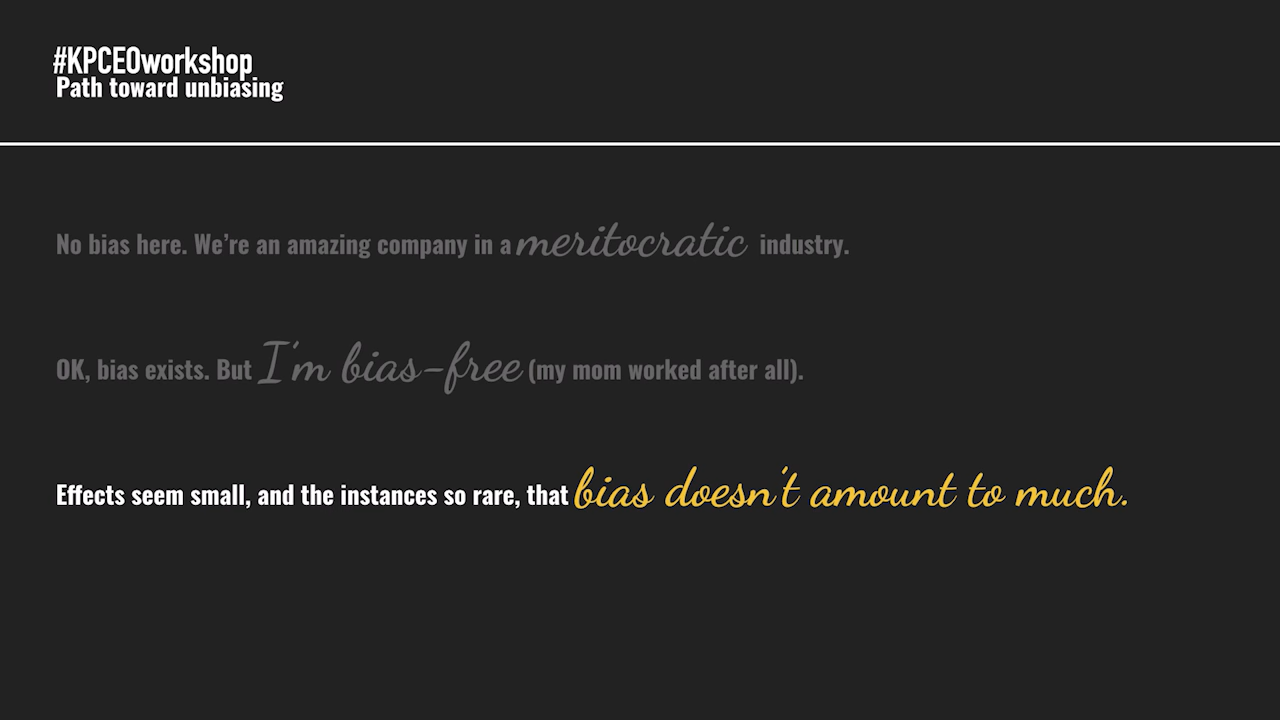 #KPCEOworkshop
Path toward unbiasing
No bias here. We're an amazing company in a meritocratic industry.
OK, bias exists. But I'm bias-free (my mom worked after all).
Effects seem small, and the instances so rare, that bias doesn't amount to much.